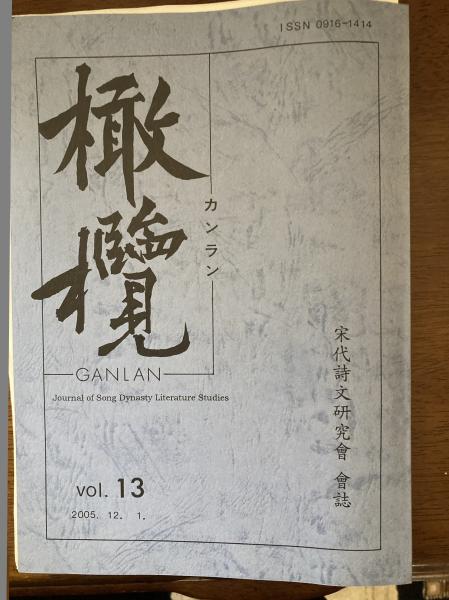 ISSN 0916-1414
橄欖
カンラン
GANLAN
Journal of Song Dynasty Literature Studies
宋代詩文研究會 會誌
vol. 13
2005. 12. 1.